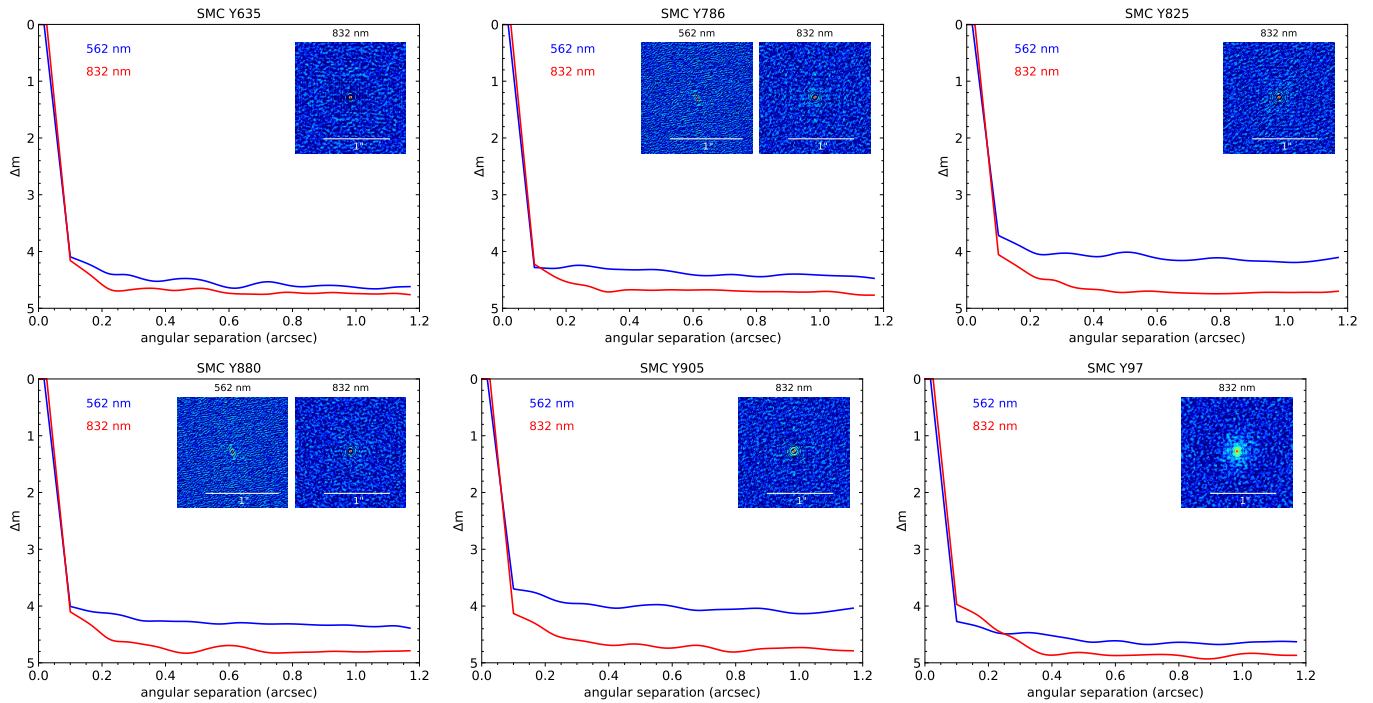 SMC Y635
562 nm
832 nm
832 nm
1"
Δm
0
1
2
3
4
5
0.0 0.2 0.4 0.6 0.8 1.0 1.2
angular separation (arcsec)
SMC Y786
562 nm
832 nm
562 nm
832 nm
1"
1"
Δm
0
1
2
3
4
5
0.0 0.2 0.4 0.6 0.8 1.0 1.2
angular separation (arcsec)
SMC Y825
562 nm
832 nm
832 nm
1"
Δm
0
1
2
3
4
5
0.0 0.2 0.4 0.6 0.8 1.0 1.2
angular separation (arcsec)
SMC Y880
562 nm
832 nm
562 nm
832 nm
1"
1"
Δm
0
1
2
3
4
5
0.0 0.2 0.4 0.6 0.8 1.0 1.2
angular separation (arcsec)
SMC Y905
562 nm
832 nm
832 nm
1"
Δm
0
1
2
3
4
5
0.0 0.2 0.4 0.6 0.8 1.0 1.2
angular separation (arcsec)
SMC Y97
562 nm
832 nm
832 nm
1"
Δm
0
1
2
3
4
5
0.0 0.2 0.4 0.6 0.8 1.0 1.2
angular separation (arcsec)